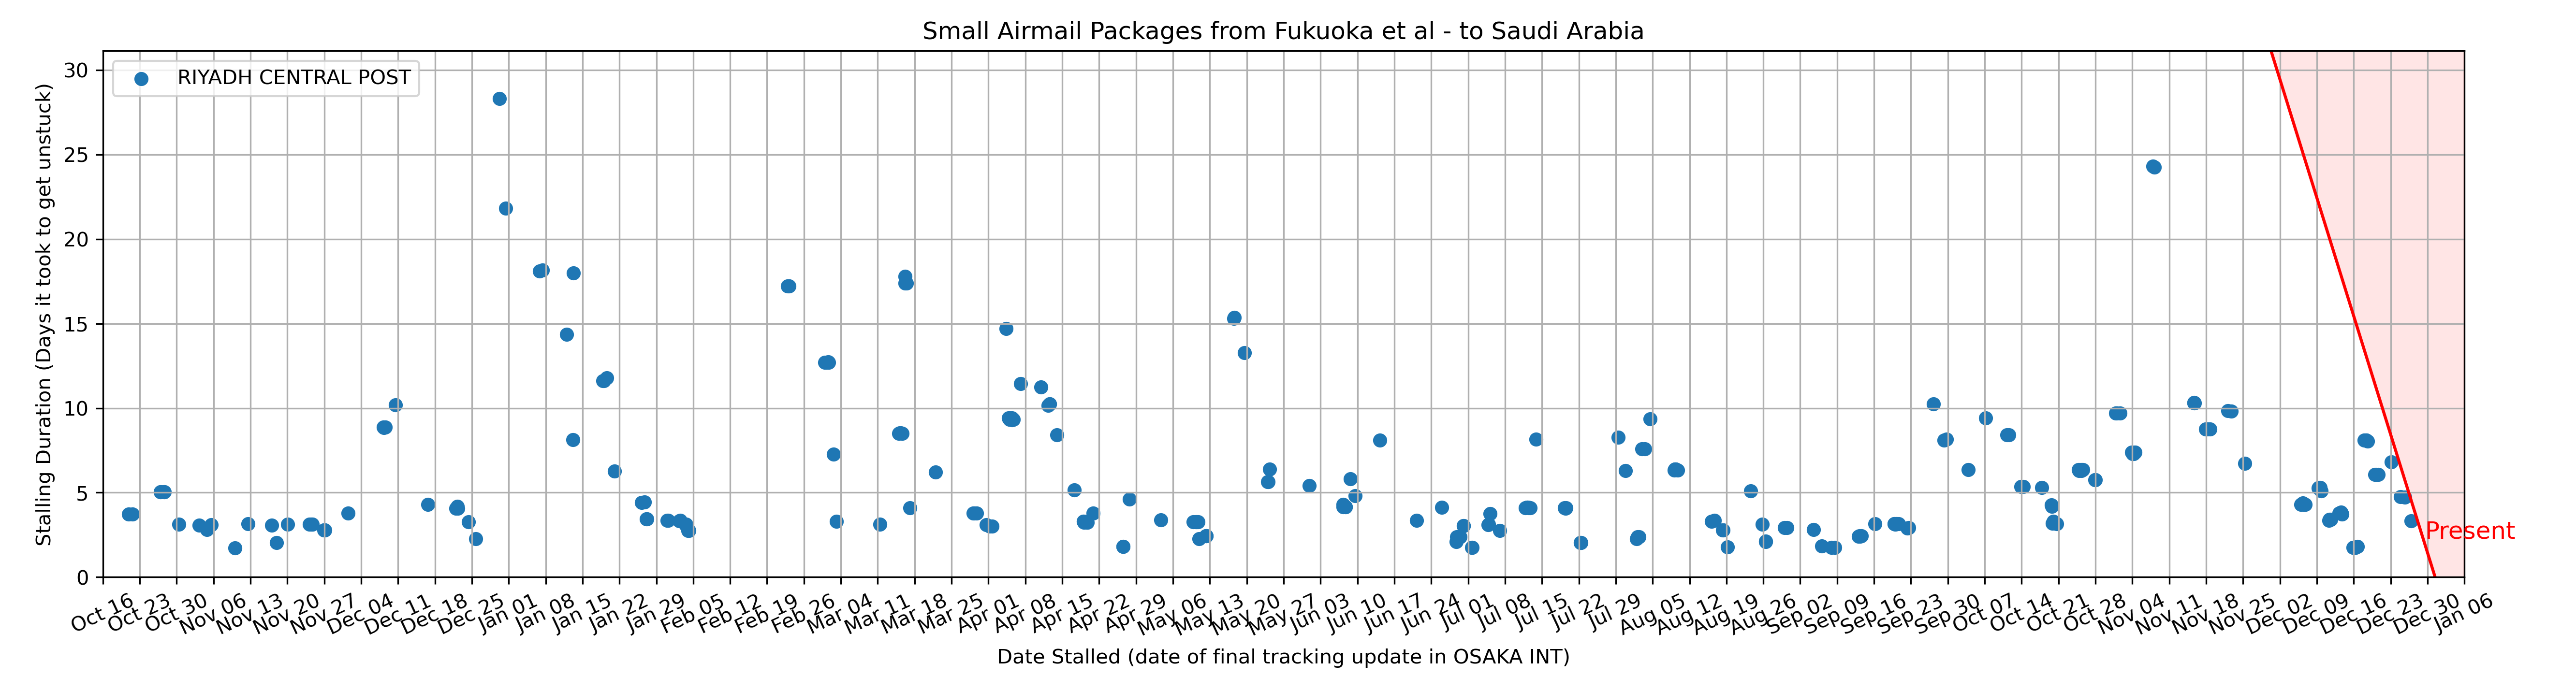 Small Airmail Packages from Fukuoka et al - to Saudi Arabia
RIYADH CENTRAL POST
Stalling Duration (Days it took to get unstuck)
30
25
20
15
10
5
0
Present
Oct 16 Oct 23 Oct 30 Nov 06 Nov 13 Nov 20 Nov 27 Dec 04 Dec 11 Dec 18 Dec 25 Jan 01 Jan 08 Jan 15 Jan 22 Jan 29 Feb 05 Feb 12 Feb 19 Feb 26 Mar 04 Mar 11 Mar 18 Mar 25 Apr 01 Apr 08 Apr 15 Apr 22 Apr 29 May 06 May 13 May 20 May 27 Jun 03 Jun 10 Jun 17 Jun 24 Jul 01 Jul 08 Jul 15 Jul 22 Jul 29 Aug 05 Aug 12 Aug 19 Aug 26 Sep 02 Sep 09 Sep 16 Sep 23 Sep 30 Oct 07 Oct 14 Oct 21 Oct 28 Nov 04 Nov 11 Nov 18 Nov 25 Dec 02 Dec 09 Dec 16 Dec 23 Dec 30 Jan 06
Date Stalled (date of final tracking update in OSAKA INT)